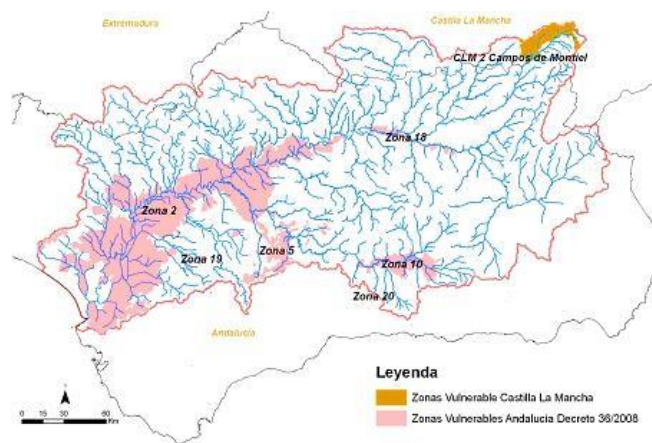 Extremadura
Castilla La Mancha
CLM 2 Campos de Montiel
Zona 18
Zona 2
Zona 5
Zona 19
Zona 10
Zona 20
Andalucía
Leyenda
Zonas Vulnerable Castilla La Mancha
Zonas Vulnerables Andalucía Decreto 36/2008
0 15 30 60
Km